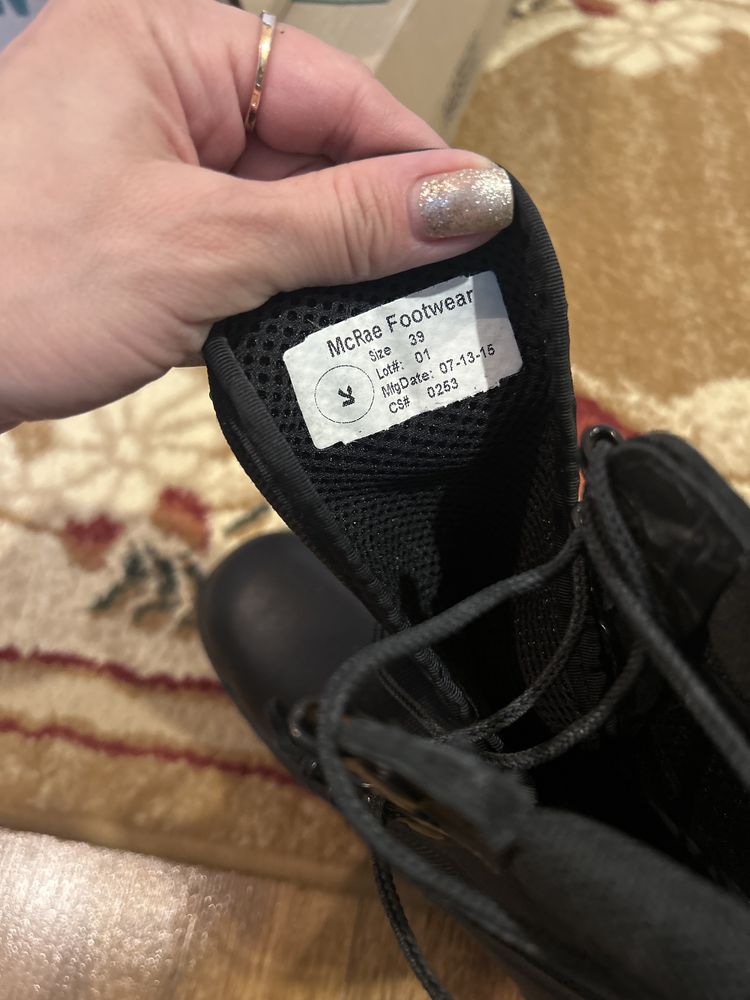 McRae Footwear
Size 39
Lot#: 01
MfgDate: 07-13-15
CS# 0253